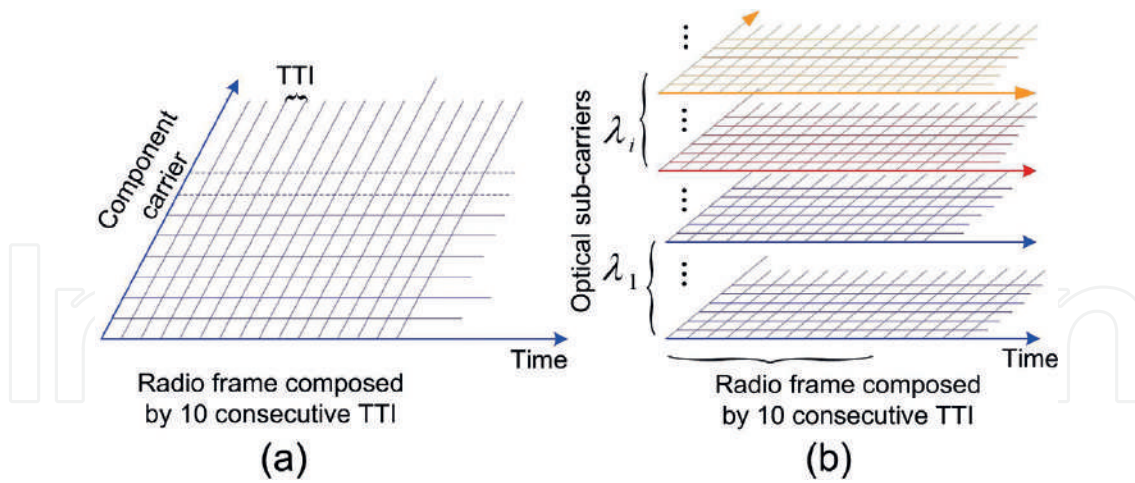 TTI
Component
carrier
Time
Radio frame composed
by 10 consecutive TTI
(a)
Optical sub-carriers
λi
λ1
Time
Radio frame composed
by 10 consecutive TTI
(b)